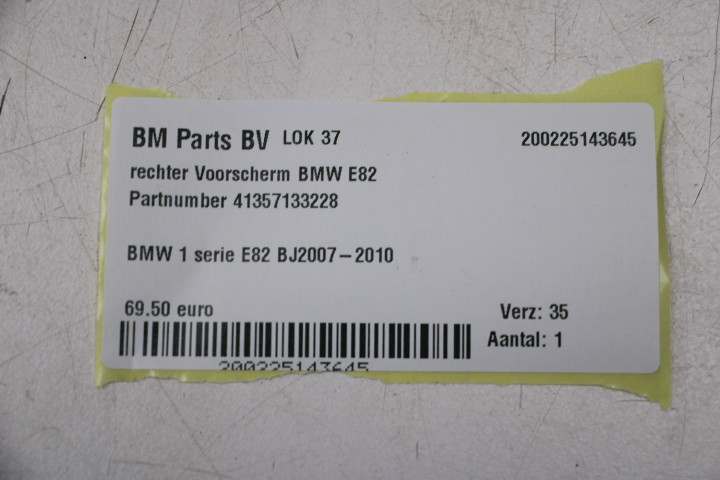 BM Parts BV LOK 37 200225143645
rechter Voorscherm BMW E82
Partnumber 41357133228
BMW 1 serie E82 BJ2007-2010
69.50 euro Verz: 35
Aantal: 1
200225143645